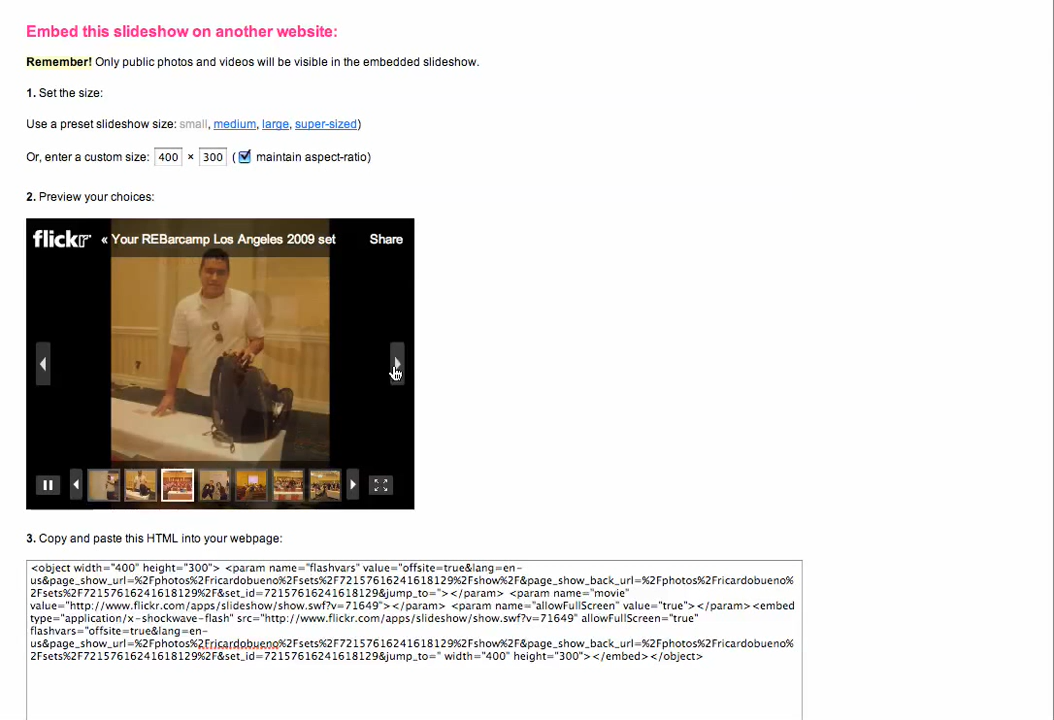 Embed this slideshow on another website:
Remember! Only public photos and videos will be visible in the embedded slideshow.
1. Set the size:
Use a preset slideshow size: small, medium, large, super-sized)
Or, enter a custom size: 400 × 300 ( maintain aspect-ratio)
2. Preview your choices:
flickr « Your REBarcamp Los Angeles 2009 set Share
3. Copy and paste this HTML into your webpage:
<object width="400" height="300"> <param name="flashvars" value="offsite=true&lang=en-
us&page_show_url=%2Fphotos%2Fricardobueno%2Fsets%2F72157616241618129%2Fshow%2F&page_show_back_url=%2Fphotos%2Fricardobueno%
2Fsets%2F72157616241618129%2F&set_id=72157616241618129&jump_to="></param> <param name="movie"
value="http://www.flickr.com/apps/slideshow/show.swf?v=71649"></param> <param name="allowFullScreen" value="true"></param><embed
type="application/x-shockwave-flash" src="http://www.flickr.com/apps/slideshow/show.swf?v=71649" allowFullScreen="true"
flashvars="offsite=true&lang=en-
us&page_show_url=%2Fphotos%2Fricardobueno%2Fsets%2F72157616241618129%2Fshow%2F&page_show_back_url=%2Fphotos%2Fricardobueno%
2Fsets%2F72157616241618129%2F&set_id=72157616241618129&jump_to=" width="400" height="300"></embed></object>